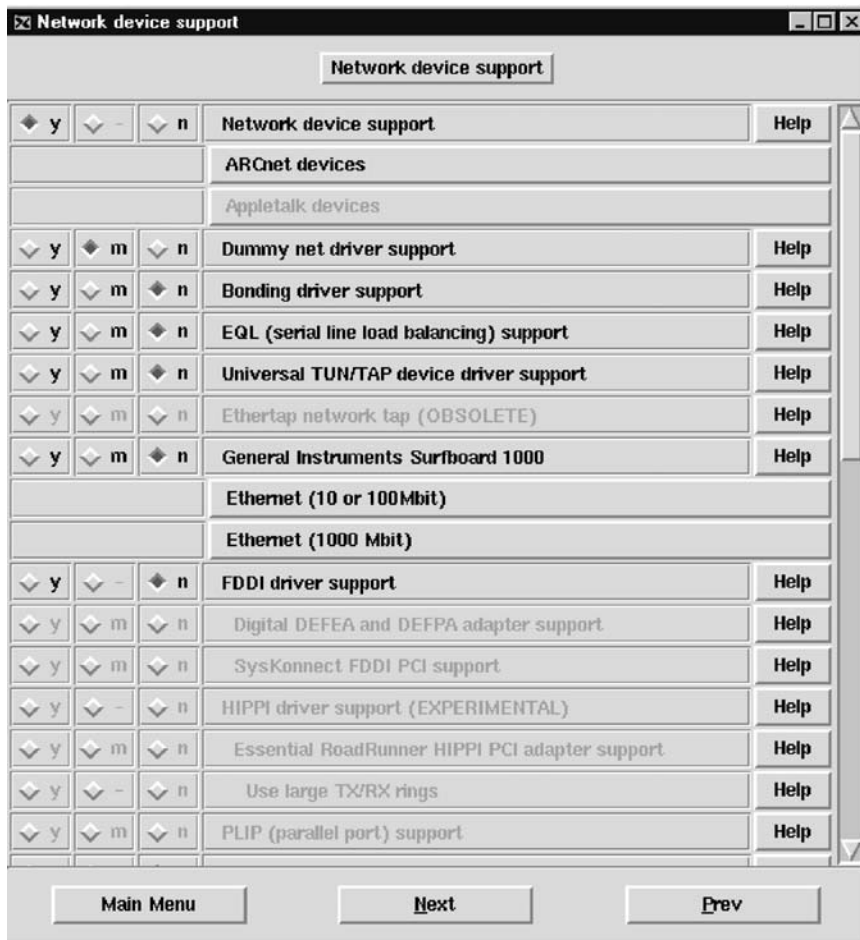 Network device support
Network device support
y - n Network device support Help
ARCnet devices
Appletalk devices
y m n Dummy net driver support Help
y m n Bonding driver support Help
y m n EQL (serial line load balancing) support Help
y m n Universal TUN/TAP device driver support Help
y m n Ethertap network tap (OBSOLETE) Help
y m n General Instruments Surfboard 1000 Help
Ethernet (10 or 100Mbit)
Ethernet (1000 Mbit)
y - n FDDI driver support Help
y m n Digital DEFEA and DEFPA adapter support Help
y m n SysKonnect FDDI PCI support Help
y - n HIPPI driver support (EXPERIMENTAL) Help
y m n Essential RoadRunner HIPPI PCI adapter support Help
y - n Use large TX/RX rings Help
y m n PLIP (parallel port) support Help
Main Menu Next Prev